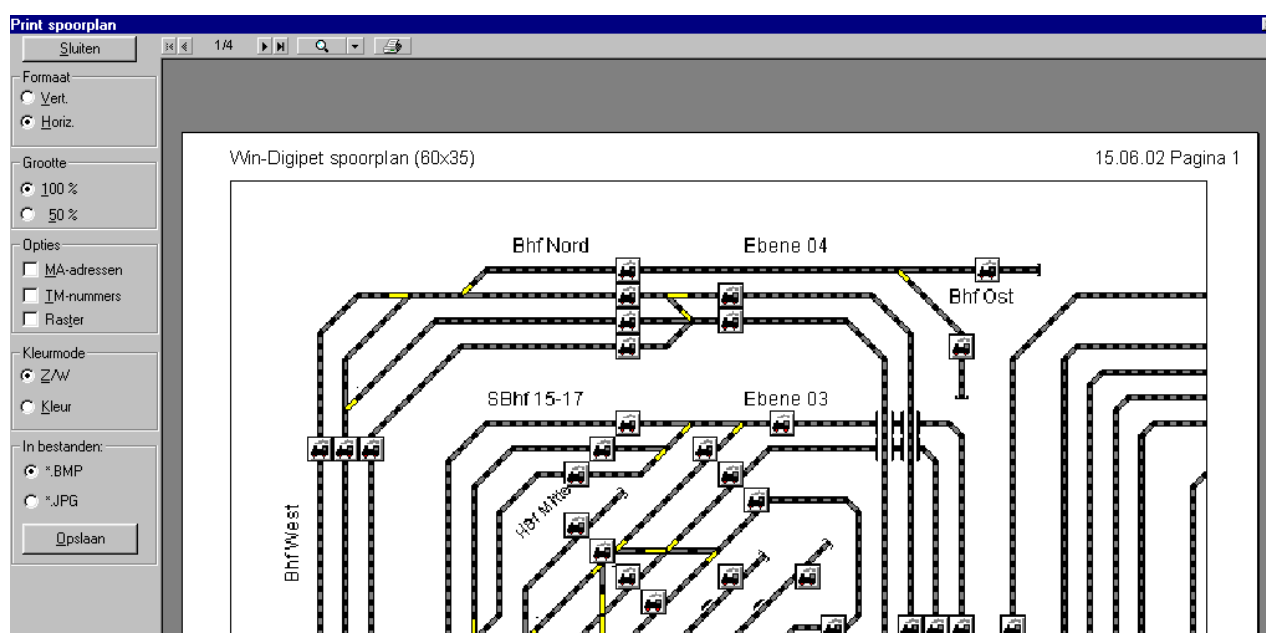 Print spoorplan
Sluiten
1/4
Formaat
Vert.
Horiz.
Grootte
100 %
50 %
Opties
MA-adressen
TM-nummers
Raster
Kleurmode
Z/W
Kleur
In bestanden:
*.BMP
*.JPG
Opslaan
Win-Digipet spoorplan (60x35)
15.06.02 Pagina 1
Bhf Nord
Ebene 04
Bhf Ost
SBhf 15-17
Ebene 03
Hbf Mitte
Bhf West